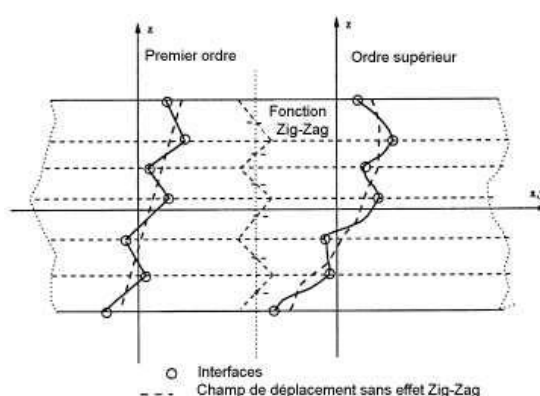 z
z
Premier ordre
Ordre supérieur
Fonction
Zig-Zag
x,y
Interfaces
Champ de déplacement sans effet Zig-Zag